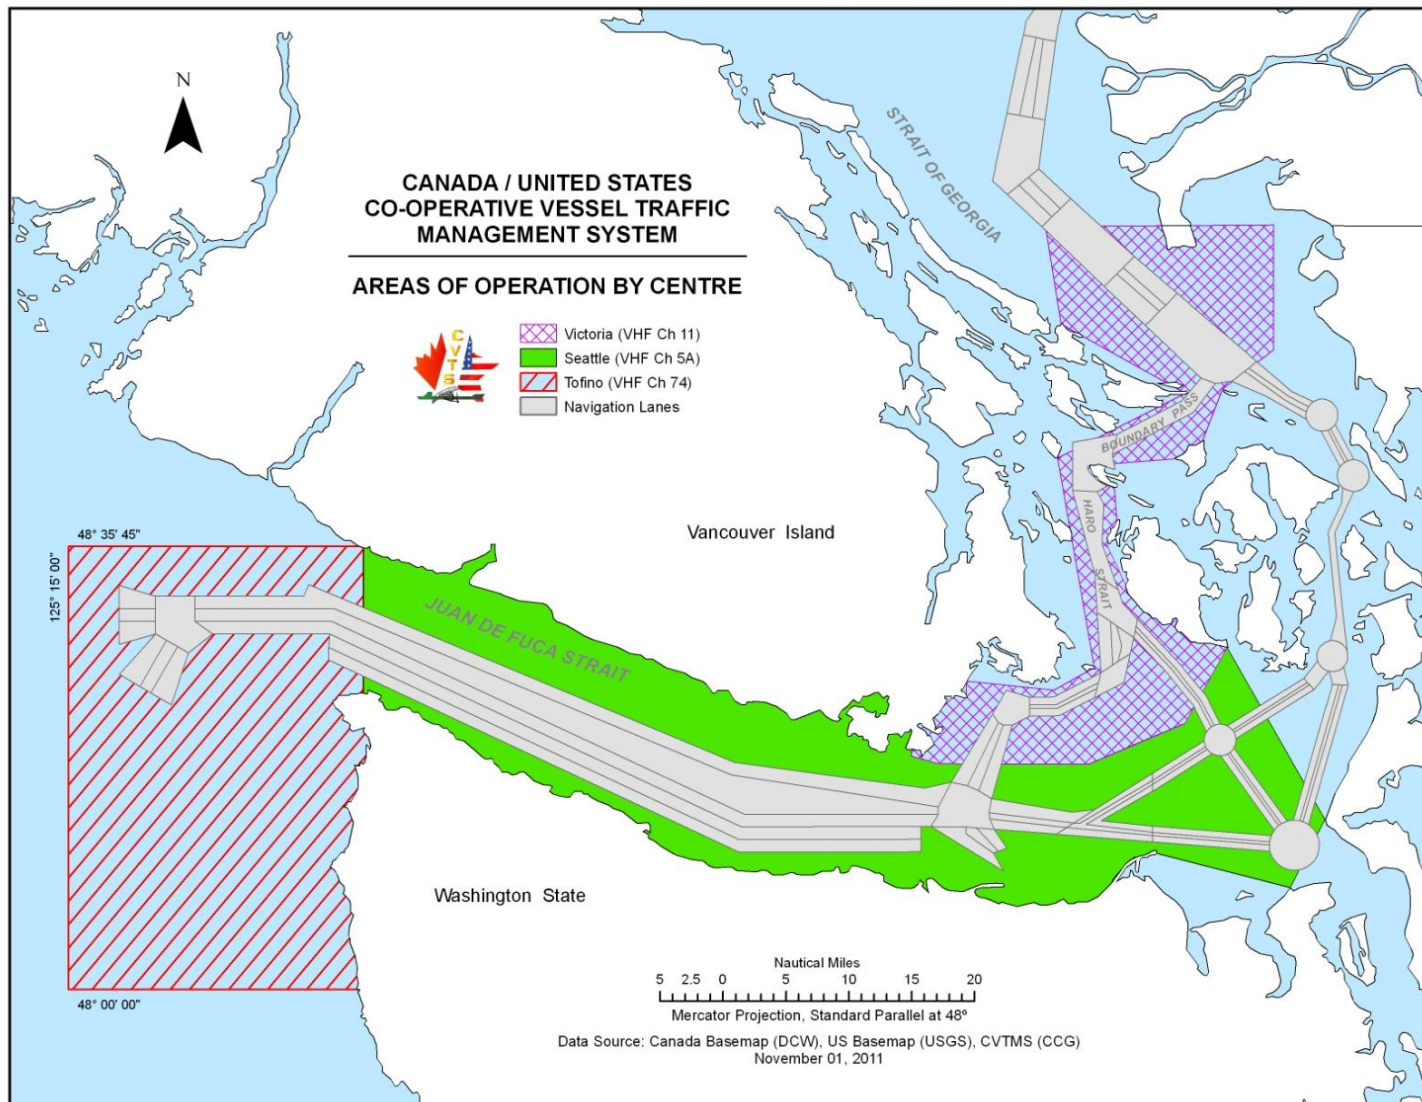 N
CANADA / UNITED STATES
CO-OPERATIVE VESSEL TRAFFIC
MANAGEMENT SYSTEM
AREAS OF OPERATION BY CENTRE
CVTS
Victoria (VHF Ch 11)
Seattle (VHF Ch 5A)
Tofino (VHF Ch 74)
Navigation Lanes
STRAIT OF GEORGIA
BOUNDARY PASS
HARO STRAIT
Vancouver Island
48° 35' 45"
125° 15' 00"
JUAN DE FUCA STRAIT
Washington State
48° 00' 00"
Nautical Miles
5 2.5 0 5 10 15 20
Mercator Projection, Standard Parallel at 48º
Data Source: Canada Basemap (DCW), US Basemap (USGS), CVTMS (CCG)
November 01, 2011